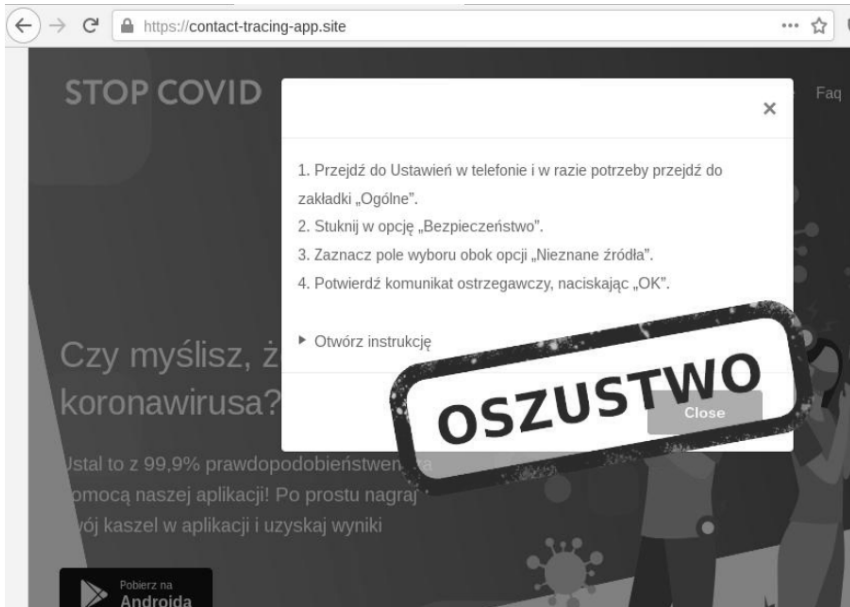 https://contact-tracing-app.site
STOP COVID
Faq
1. Przejdź do Ustawień w telefonie i w razie potrzeby przejdź do
zakładki „Ogólne”.
2. Stuknij w opcję „Bezpieczeństwo”.
3. Zaznacz pole wyboru obok opcji „Nieznane źródła”.
4. Potwierdź komunikat ostrzegawczy, naciskając „OK”.
Otwórz instrukcję
OSZUSTWO
Close
Czy myślisz,
koronawirusa?
Ustal to z 99,9% prawdopodobieństwem za
pomocą naszej aplikacji! Po prostu nagraj
swój kaszel w aplikacji i uzyskaj wyniki
Pobierz na
Androida